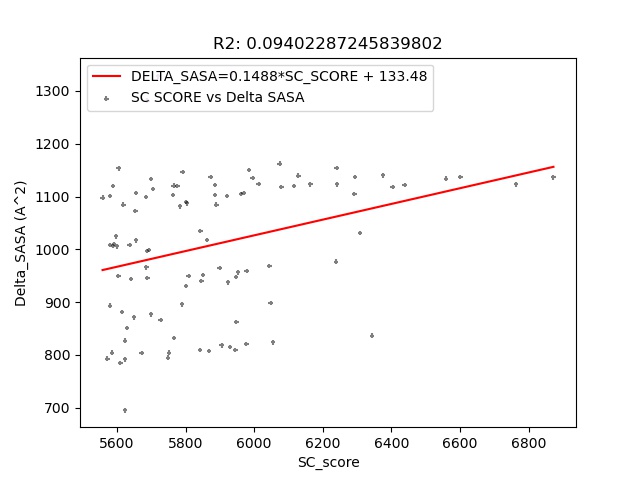 R2: 0.09402287245839802
DELTA_SASA=0.1488*SC_SCORE + 133.48
SC SCORE vs Delta SASA
1300
1200
1100
1000
900
800
700
Delta_SASA (A^2)
5600 5800 6000 6200 6400 6600 6800
SC_score